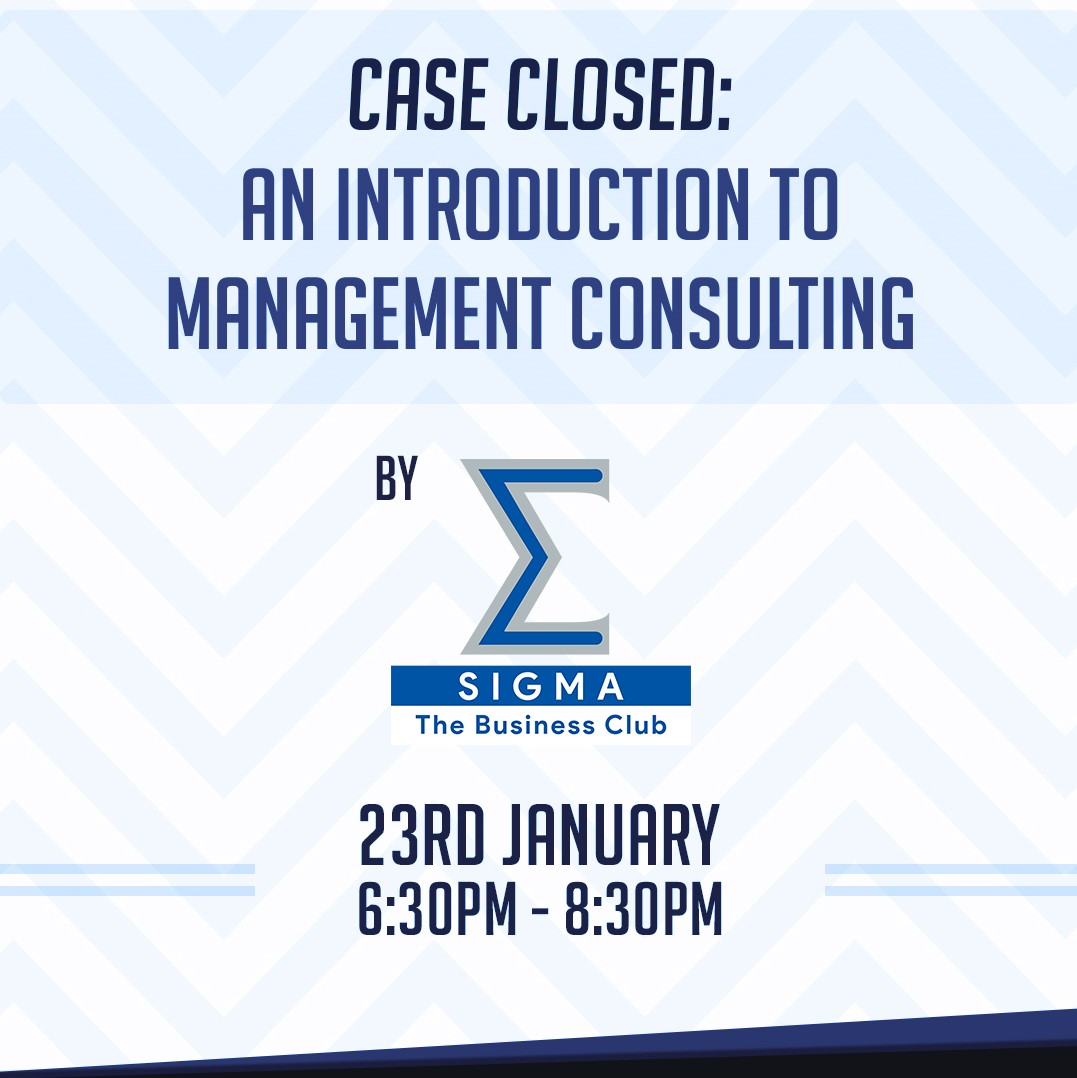 CASE CLOSED:
AN INTRODUCTION TO
MANAGEMENT CONSULTING
BY
Σ
SIGMA
The Business Club
23RD JANUARY
6:30PM - 8:30PM